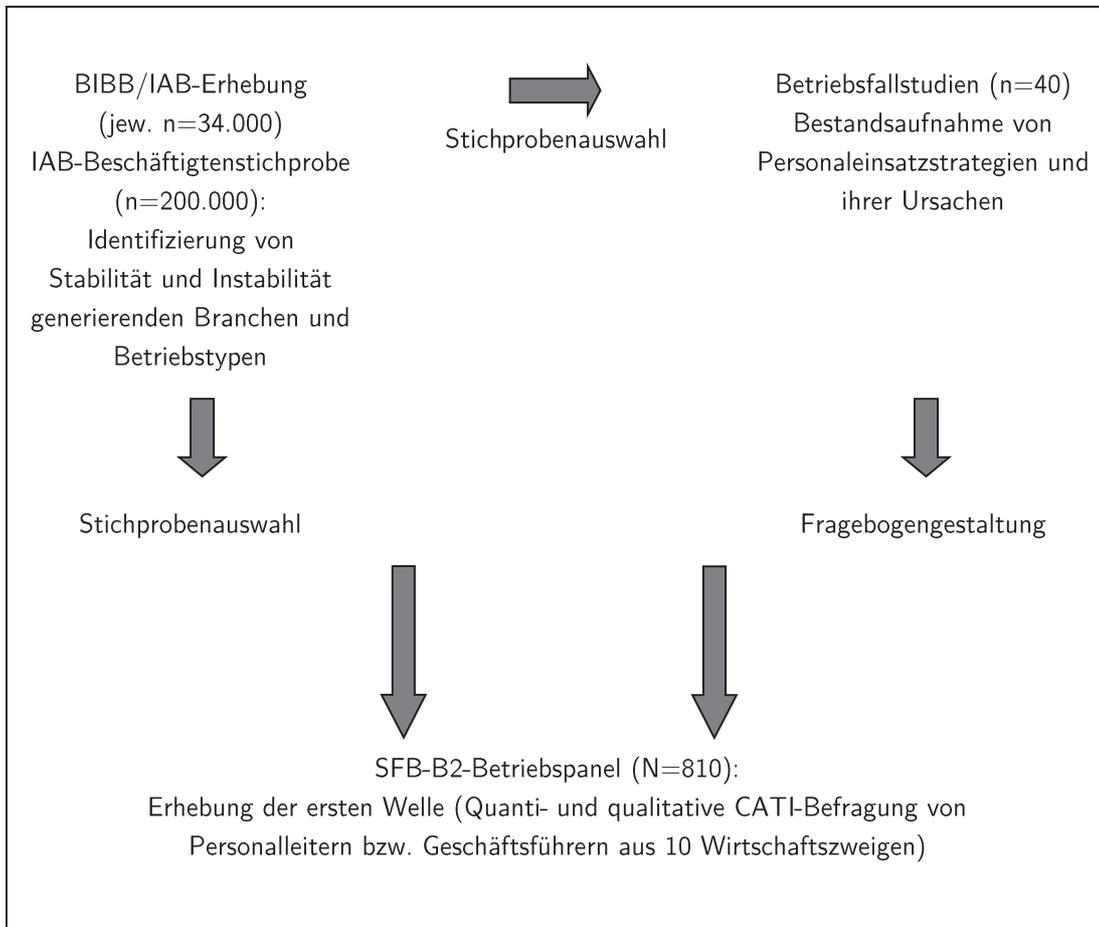 BIBB/IAB-Erhebung
(jew. n=34.000)
IAB-Beschäftigtenstichprobe
(n=200.000):
Identifizierung von
Stabilität und Instabilität
generierenden Branchen und
Betriebstypen
Stichprobenauswahl
Betriebsfallstudien (n=40)
Bestandsaufnahme von
Personaleinsatzstrategien und
ihrer Ursachen
Stichprobenauswahl
Fragebogengestaltung
SFB-B2-Betriebspanel (N=810):
Erhebung der ersten Welle (Quanti- und qualitative CATI-Befragung von
Personalleitern bzw. Geschäftsführern aus 10 Wirtschaftszweigen)